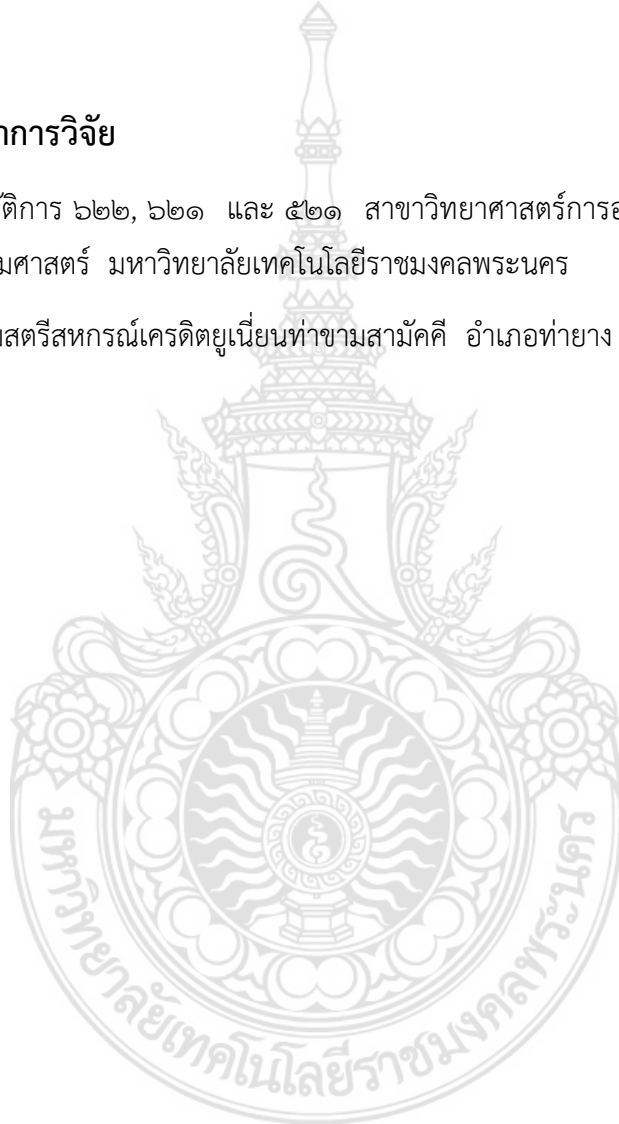 าการวิจัย
ัติการ ๖๒๒, ๖๒๑ และ ๕๒๑ สาขาวิทยาศาสตร์การอ
มศาสตร์ มหาวิทยาลัยเทคโนโลยีราชมงคลพระนคร
มสตรีสหกรณ์เครดิตยูเนี่ยนท่าขามสามัคคี อำเภอท่ายาง
มหาวิทยาลัยเทคโนโลยีราชมงคลพระนคร